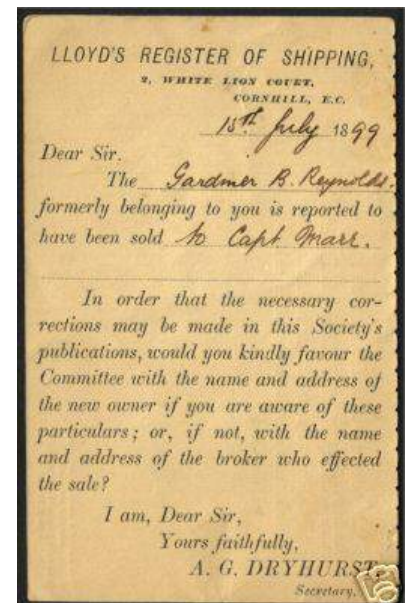 LLOYD'S REGISTER OF SHIPPING,
2, WHITE LION COURT,
CORNHILL, E.C.
15th July 1899
Dear Sir.
The Gardner B. Reynolds.
formerly belonging to you is reported to
have been sold to Capt. Marr.
In order that the necessary cor-
rections may be made in this Society's
publications, would you kindly favour the
Committee with the name and address of
the new owner if you are aware of these
particulars; or, if not, with the name
and address of the broker who effected
the sale?
I am, Dear Sir,
Yours faithfully,
A. G. DRYHURST,
Secretary.